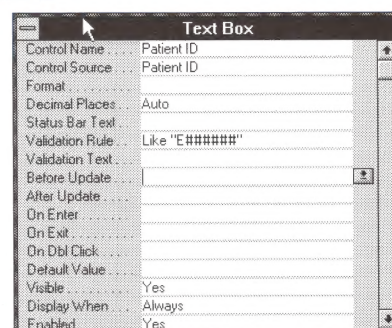 Text Box
Control Name.... Patient ID
Control Source... Patient ID
Format.........
Decimal Places... Auto
Status Bar Text..
Validation Rule... Like "E######"
Validation Text...
Before Update....
After Update.....
On Enter.......
On Exit.........
On Dbl Click....
Default Value....
Visible......... Yes
Display When... Always
Enabled Yes